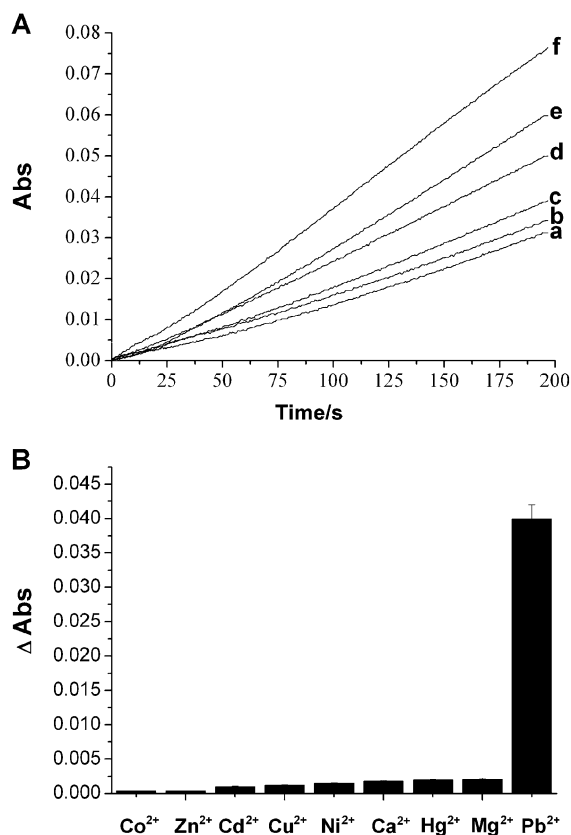 A
0.08
0.07
0.06
0.05
0.04
0.03
0.02
0.01
0.00
Abs
f
e
d
c
b
a
0 25 50 75 100 125 150 175 200
Time/s
B
0.045
0.040
0.035
0.030
0.025
0.020
0.015
0.010
0.005
0.000
Δ Abs
Co²⁺ Zn²⁺ Cd²⁺ Cu²⁺ Ni²⁺ Ca²⁺ Hg²⁺ Mg²⁺ Pb²⁺